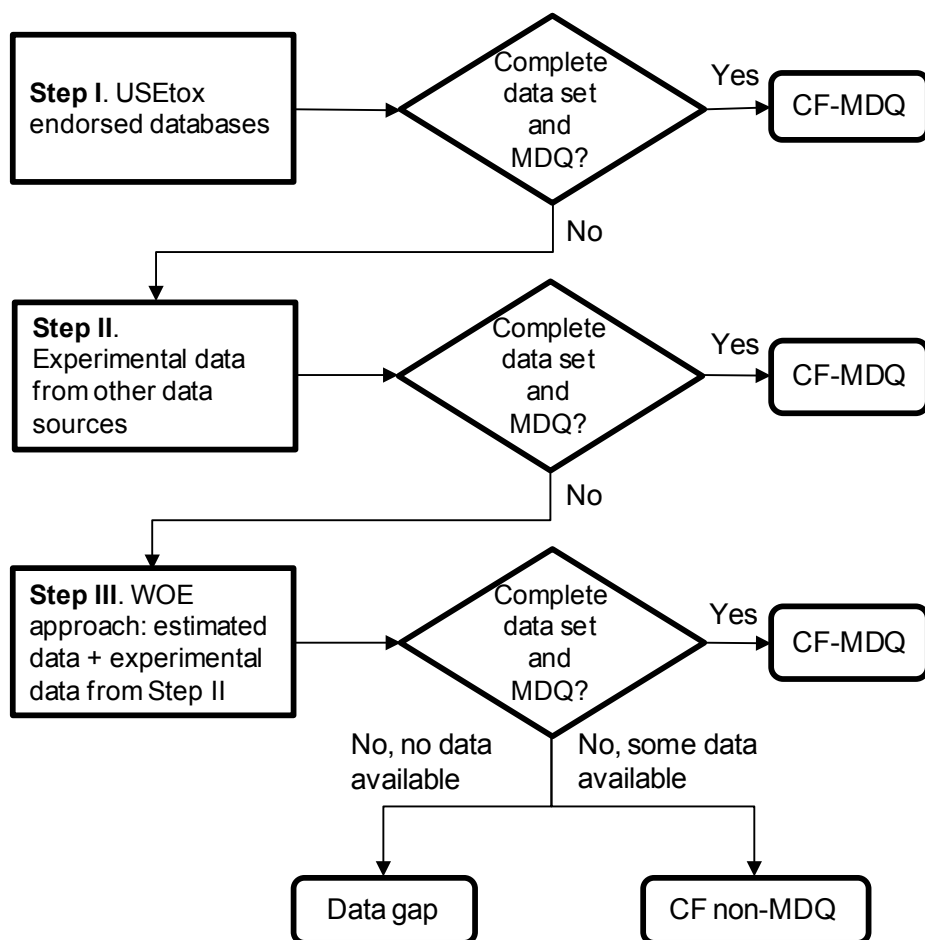 Step I. USEtox
endorsed databases
Complete
data set
and
MDQ?
Yes
CF-MDQ
No
Step II.
Experimental data
from other data
sources
Complete
data set
and
MDQ?
Yes
CF-MDQ
No
Step III. WOE
approach: estimated
data + experimental
data from Step II
Complete
data set
and
MDQ?
Yes
CF-MDQ
No, no data
available
No, some data
available
Data gap
CF non-MDQ